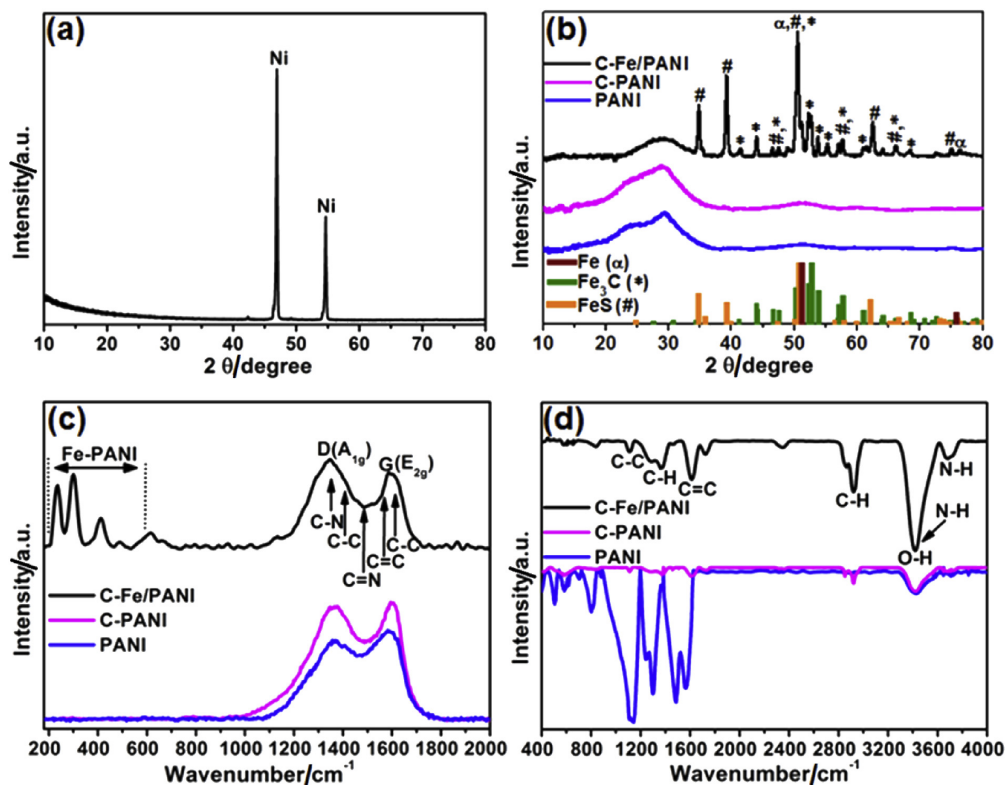 (a)
Ni
Ni
Intensity/a.u.
10 20 30 40 50 60 70 80
2 θ/degree
(b)
α,#,*
C-Fe/PANI
C-PANI
PANI
# # * * #,* * * * #,* * # #,* * #α
Fe (α)
Fe₃C (*)
FeS (#)
Intensity/a.u.
10 20 30 40 50 60 70 80
2 θ/degree
(c)
Fe-PANI
D(A₁g)
G(E₂g)
C-N
C-C
C=N
C=C
C-C
C-Fe/PANI
C-PANI
PANI
Intensity/a.u.
200 400 600 800 1000 1200 1400 1600 1800 2000
Wavenumber/cm⁻¹
(d)
C-C
C-H
C=C
C-H
N-H
N-H
O-H
C-Fe/PANI
C-PANI
PANI
Intensity/a.u.
400 800 1200 1600 2000 2400 2800 3200 3600 4000
Wavenumber/cm⁻¹